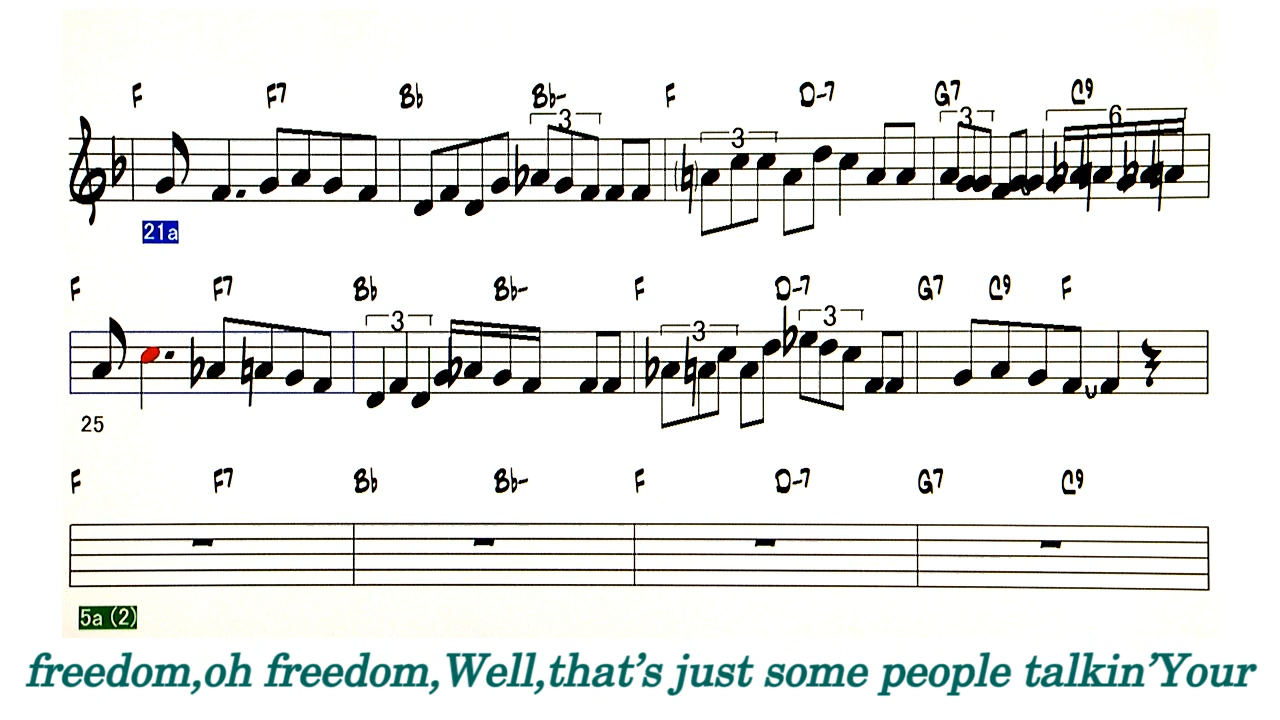 F F7 Bb Bb- F D-7 G7 C9
3 3 3 6
21a
F F7 Bb Bb- F D-7 G7 C9 F
3 3 3
25
F F7 Bb Bb- F D-7 G7 C9
5a (2)
freedom,oh freedom,Well,that’s just some people talkin’Your